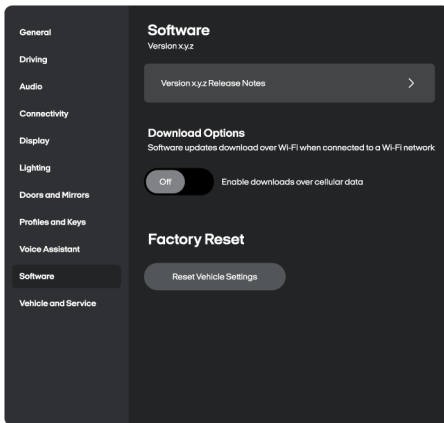 General
Driving
Audio
Connectivity
Display
Lighting
Doors and Mirrors
Profiles and Keys
Voice Assistant
Software
Vehicle and Service
Software
Version x.y.z
Version x.y.z Release Notes
Download Options
Software updates download over Wi-Fi when connected to a Wi-Fi network
Off
Enable downloads over cellular data
Factory Reset
Reset Vehicle Settings